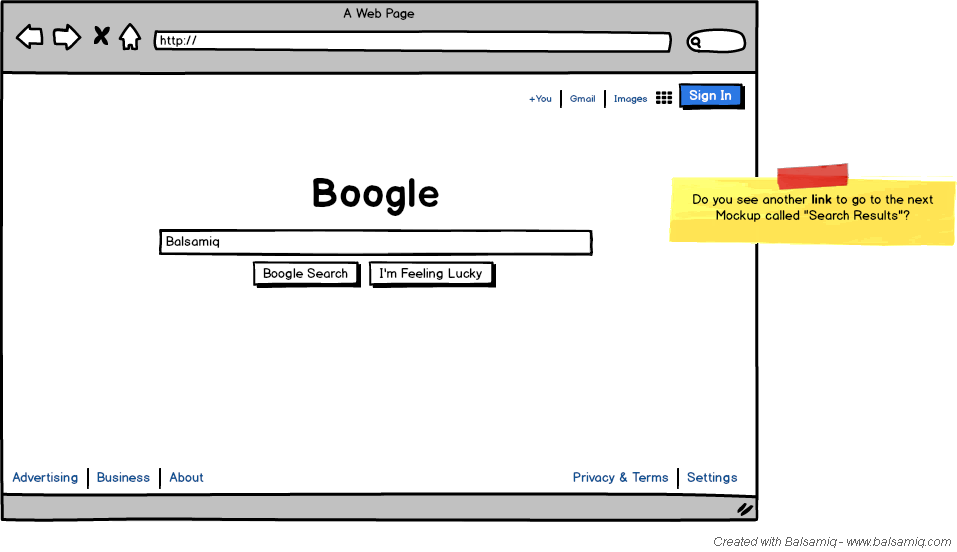 A Web Page
http://
+You Gmail Images Sign In
Boogle
Do you see another link to go to the next
Mockup called "Search Results"?
Balsamiq
Boogle Search I'm Feeling Lucky
Advertising Business About Privacy & Terms Settings
Created with Balsamiq - www.balsamiq.com